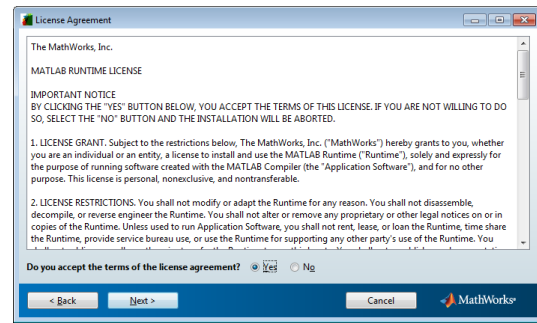 License Agreement
The MathWorks, Inc.
MATLAB RUNTIME LICENSE
IMPORTANT NOTICE
BY CLICKING THE "YES" BUTTON BELOW, YOU ACCEPT THE TERMS OF THIS LICENSE. IF YOU ARE NOT WILLING TO DO
SO, SELECT THE "NO" BUTTON AND THE INSTALLATION WILL BE ABORTED.
1. LICENSE GRANT. Subject to the restrictions below, The MathWorks, Inc. ("MathWorks") hereby grants to you, whether
you are an individual or an entity, a license to install and use the MATLAB Runtime ("Runtime"), solely and expressly for
the purpose of running software created with the MATLAB Compiler (the "Application Software"), and for no other
purpose. This license is personal, nonexclusive, and nontransferable.
2. LICENSE RESTRICTIONS. You shall not modify or adapt the Runtime for any reason. You shall not disassemble,
decompile, or reverse engineer the Runtime. You shall not alter or remove any proprietary or other legal notices on or in
copies of the Runtime. Unless used to run Application Software, you shall not rent, lease, or loan the Runtime, time share
the Runtime, provide service bureau use, or use the Runtime for supporting any other party's use of the Runtime. You
Do you accept the terms of the license agreement? Yes No
< Back Next > Cancel MathWorks®